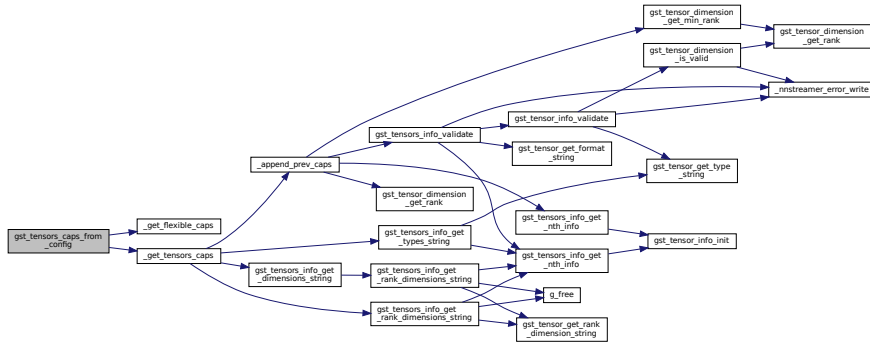 gst_tensors_caps_from
_config
_get_flexible_caps
_get_tensors_caps
_append_prev_caps
gst_tensors_info_get
_dimensions_string
gst_tensors_info_validate
gst_tensor_dimension
_get_rank
gst_tensors_info_get
_types_string
gst_tensors_info_get
_rank_dimensions_string
gst_tensors_info_get
_rank_dimensions_string
gst_tensor_info_validate
gst_tensor_get_format
_string
gst_tensors_info_get
_nth_info
gst_tensors_info_get
_nth_info
g_free
gst_tensor_get_rank
_dimension_string
gst_tensor_dimension
_get_min_rank
gst_tensor_dimension
_is_valid
gst_tensor_get_type
_string
gst_tensor_info_init
gst_tensor_dimension
_get_rank
_nnstreamer_error_write